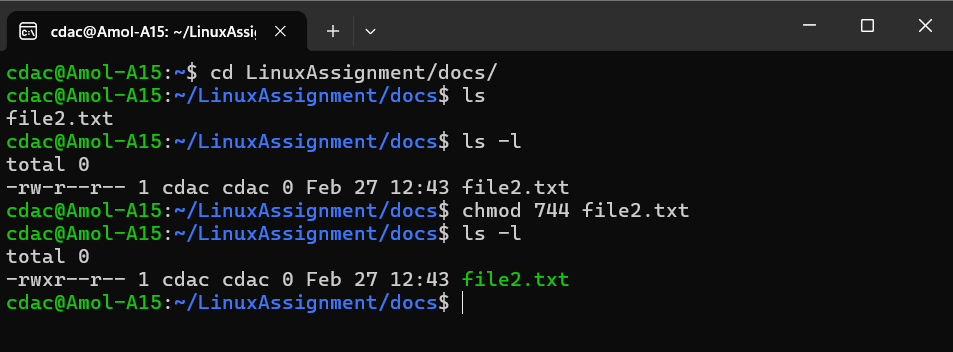 cdac@Amol-A15: ~/LinuxAssig
cdac@Amol-A15:~$ cd LinuxAssignment/docs/
cdac@Amol-A15:~/LinuxAssignment/docs$ ls
file2.txt
cdac@Amol-A15:~/LinuxAssignment/docs$ ls -l
total 0
-rw-r--r-- 1 cdac cdac 0 Feb 27 12:43 file2.txt
cdac@Amol-A15:~/LinuxAssignment/docs$ chmod 744 file2.txt
cdac@Amol-A15:~/LinuxAssignment/docs$ ls -l
total 0
-rwxr--r-- 1 cdac cdac 0 Feb 27 12:43 file2.txt
cdac@Amol-A15:~/LinuxAssignment/docs$